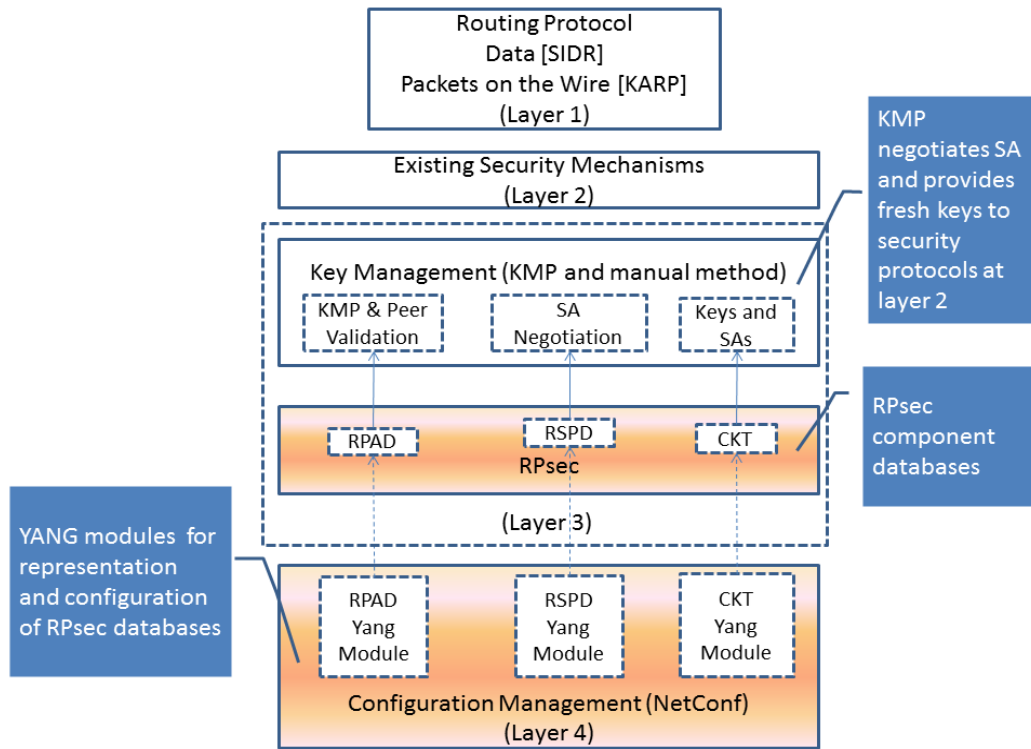 Routing Protocol
Data [SIDR]
Packets on the Wire [KARP]
(Layer 1)
KMP
negotiates SA
and provides
fresh keys to
security
protocols at
layer 2
Existing Security Mechanisms
(Layer 2)
Key Management (KMP and manual method)
KMP & Peer
Validation
SA
Negotiation
Keys and
SAs
RPAD
RSPD
CKT
RPsec
RPsec
component
databases
(Layer 3)
YANG modules for
representation
and configuration
of RPsec databases
RPAD
Yang
Module
RSPD
Yang
Module
CKT
Yang
Module
Configuration Management (NetConf)
(Layer 4)